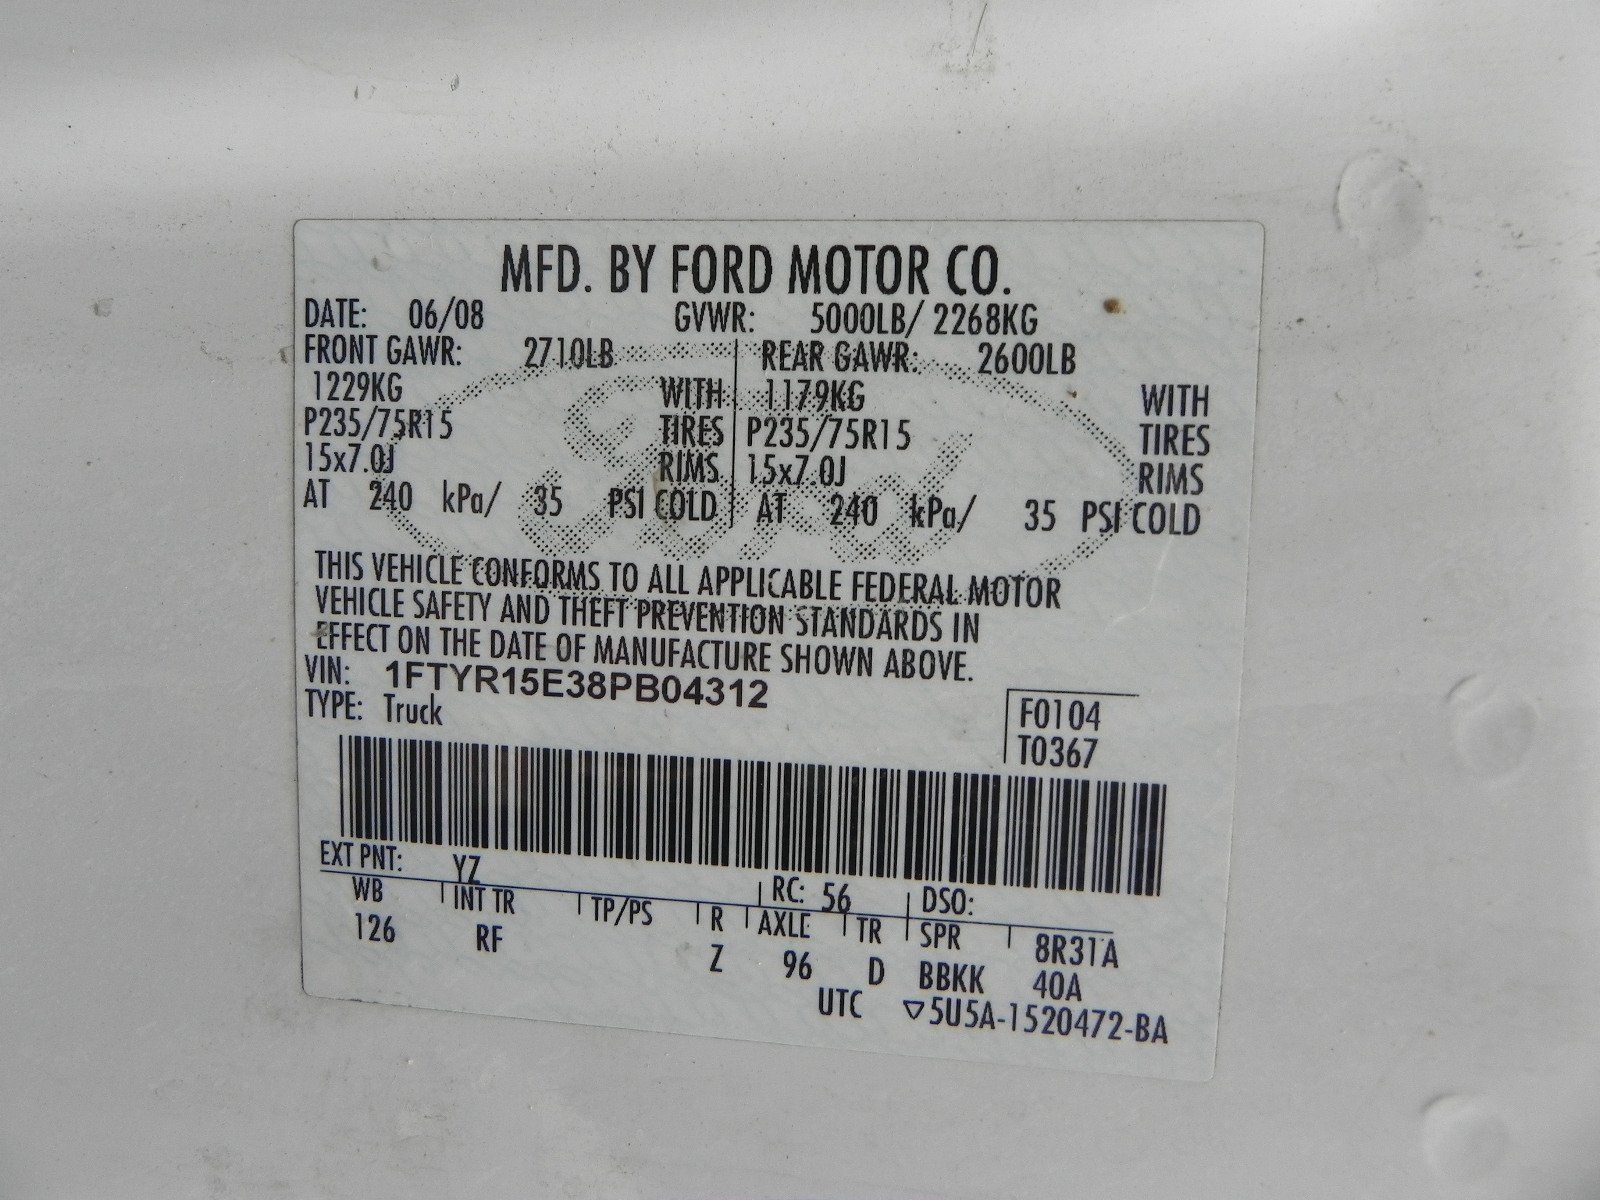 MFD. BY FORD MOTOR CO.
DATE: 06/08 GVWR: 5000LB/ 2268KG
FRONT GAWR: 2710LB REAR GAWR: 2600LB
1229KG WITH 1179KG WITH
P235/75R15 TIRES P235/75R15 TIRES
15x7.0J RIMS 15x7.0J RIMS
AT 240 kPa/ 35 PSI COLD AT 240 kPa/ 35 PSI COLD
Ford
THIS VEHICLE CONFORMS TO ALL APPLICABLE FEDERAL MOTOR
VEHICLE SAFETY AND THEFT PREVENTION STANDARDS IN
EFFECT ON THE DATE OF MANUFACTURE SHOWN ABOVE.
VIN: 1FTYR15E38PB04312
TYPE: Truck
F0104
T0367
EXT PNT: YZ RC: 56 DSO:
WB INT TR TP/PS R AXLE TR SPR 8R31A
126 RF Z 96 D BBKK 40A
UTC ▽5U5A-1520472-BA